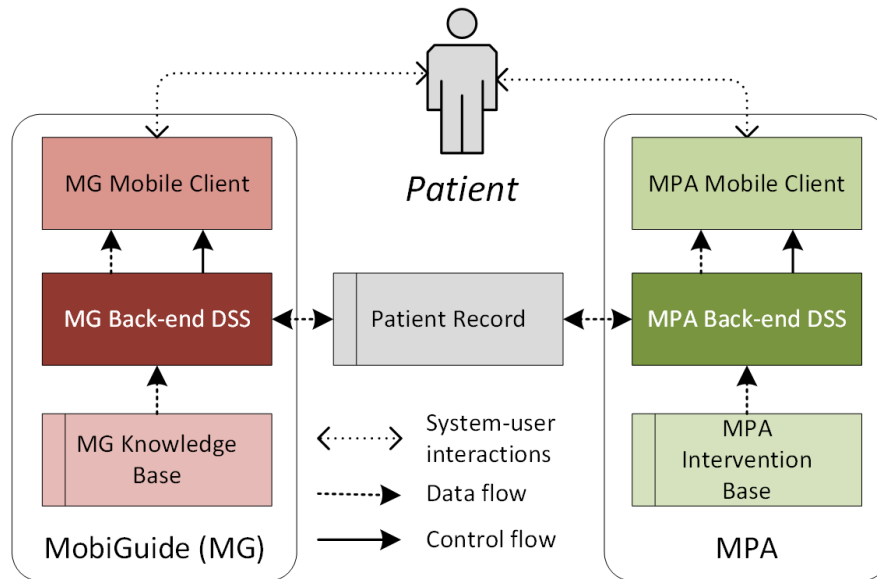 Patient
MG Mobile Client
MPA Mobile Client
MG Back-end DSS
Patient Record
MPA Back-end DSS
MG Knowledge
Base
MPA
Intervention
Base
System-user
interactions
Data flow
Control flow
MobiGuide (MG)
MPA